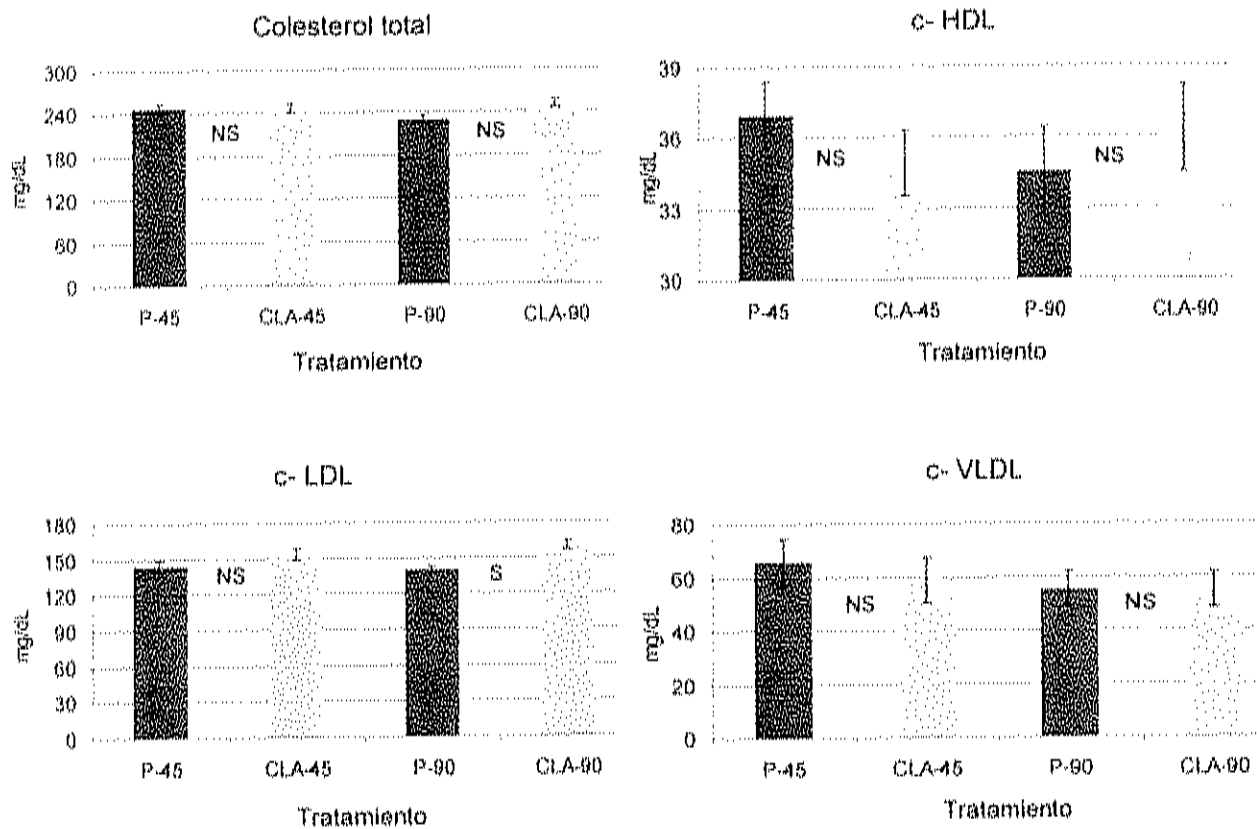 Colesterol total
300
240
180
120
60
0
mg/dL
NS
NS
P-45
CLA-45
P-90
CLA-90
Tratamiento
c- HDL
39
36
33
30
mg/dL
NS
NS
P-45
CLA-45
P-90
CLA-90
Tratamiento
c- LDL
180
150
120
90
60
30
0
mg/dL
NS
S
P-45
CLA-45
P-90
CLA-90
Tratamiento
c- VLDL
80
60
40
20
0
mg/dL
NS
NS
P-45
CLA-45
P-90
CLA-90
Tratamiento